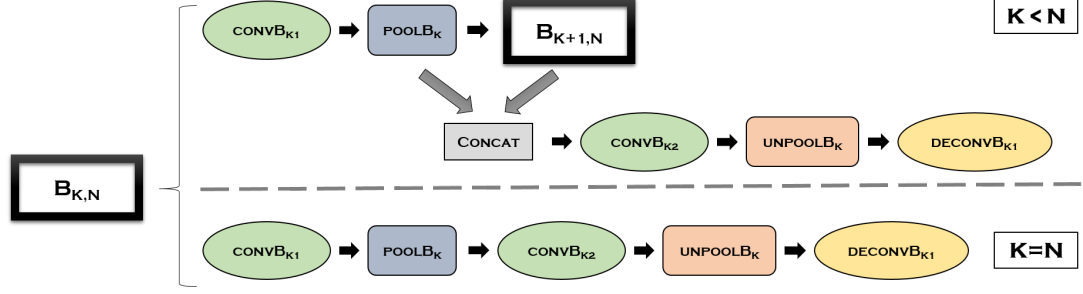 CONVB_K1 POOLB_K B_K+1,N K < N
CONCAT CONVB_K2 UNPOOLB_K DECONVB_K1
B_K,N
CONVB_K1 POOLB_K CONVB_K2 UNPOOLB_K DECONVB_K1 K=N